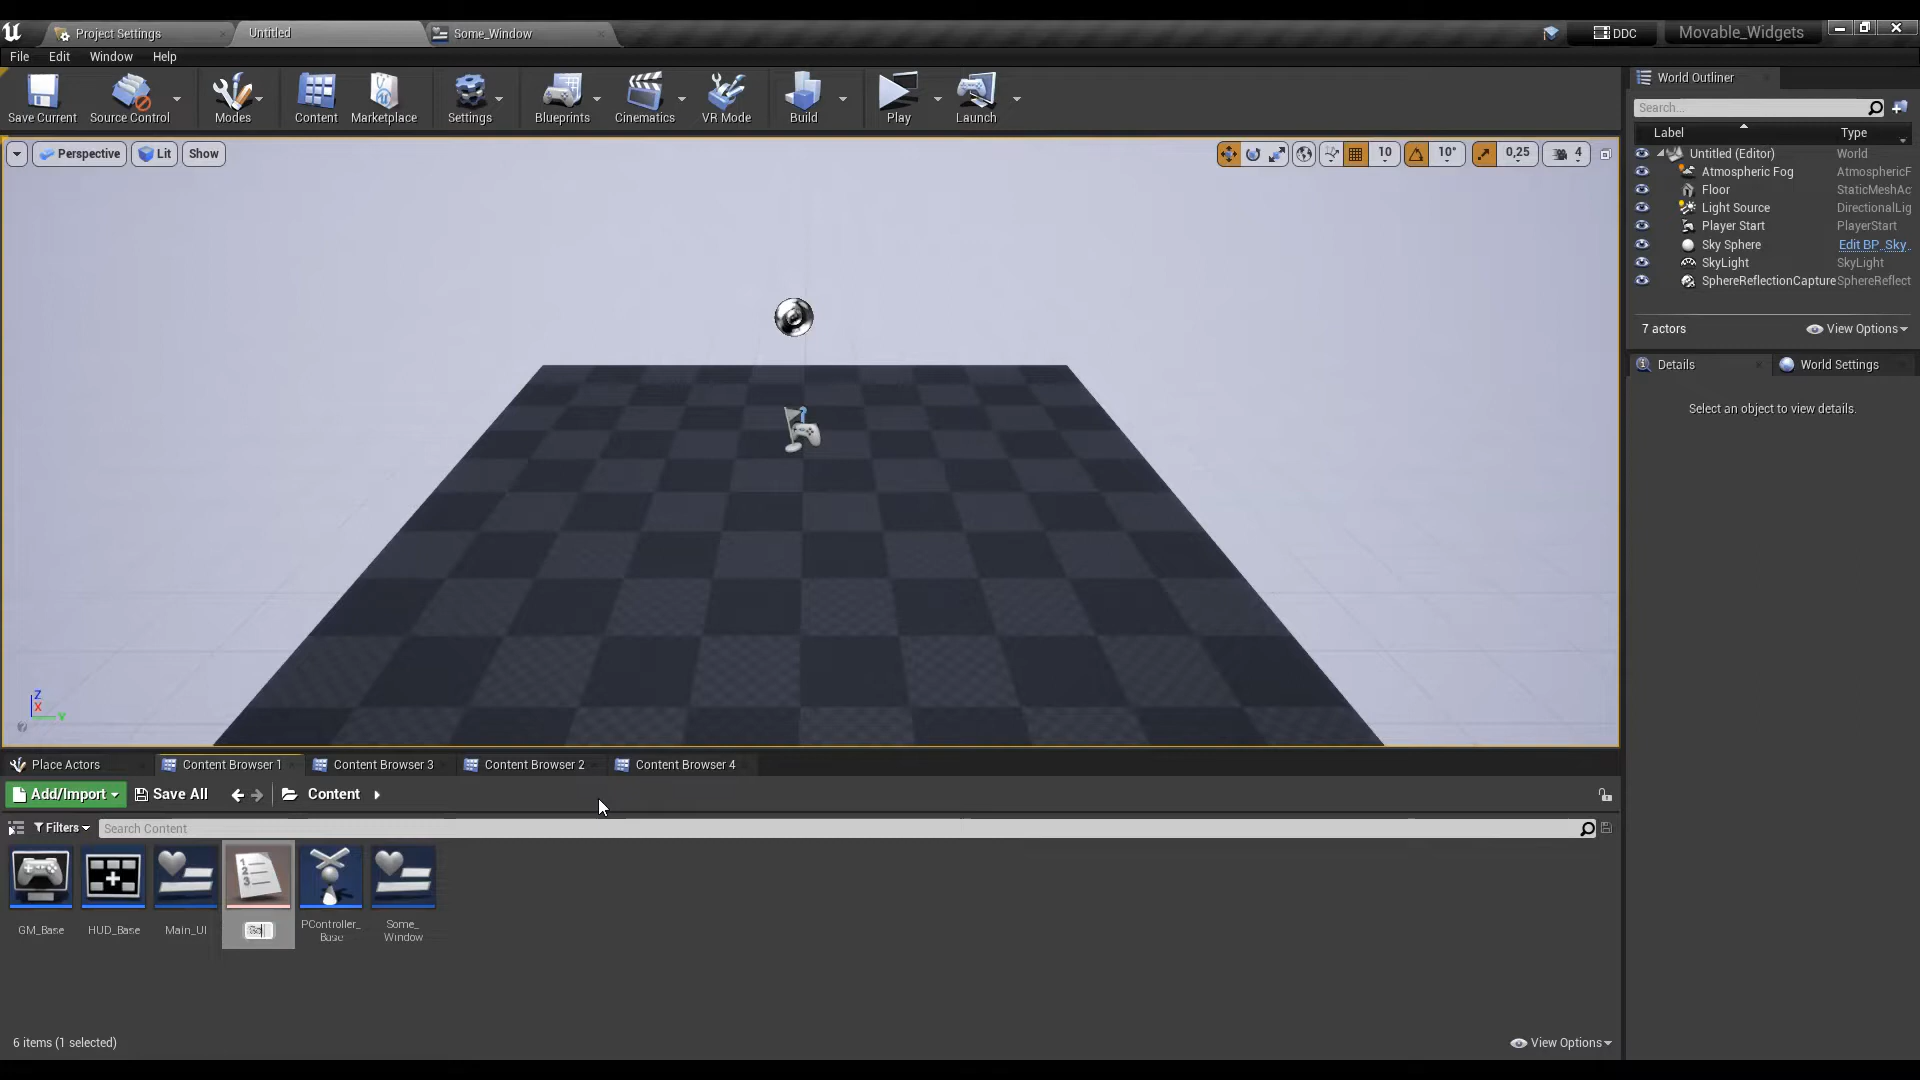 Project Settings
Untitled
Some_Window
DDC
Movable_Widgets
File Edit Window Help
Save Current
Source Control
Modes
Content
Marketplace
Settings
Blueprints
Cinematics
VR Mode
Build
Play
Launch
Perspective
Lit
Show
10
10°
0,25
4
World Outliner
Search...
Label Type
Untitled (Editor) World
Atmospheric Fog AtmosphericF
Floor StaticMeshAc
Light Source DirectionalLig
Player Start PlayerStart
Sky Sphere Edit BP_Sky_
SkyLight SkyLight
SphereReflectionCapture SphereReflect
7 actors
View Options
Details
World Settings
Select an object to view details.
Z
X
Y
Place Actors
Content Browser 1
Content Browser 3
Content Browser 2
Content Browser 4
Add/Import
Save All
Content
Filters
Search Content
1
2
3
GM_Base
HUD_Base
Main_UI
PController_
Base
Some_
Window
6 items (1 selected)
View Options